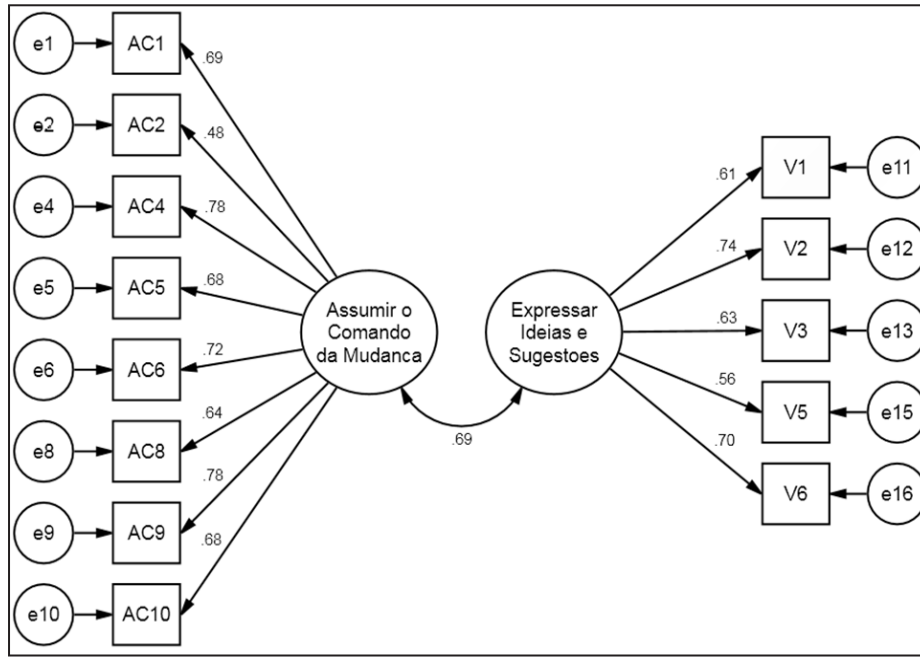 e1
AC1
.69
e2
AC2
.48
e4
AC4
.78
e5
AC5
.68
e6
AC6
.72
e8
AC8
.64
e9
AC9
.78
e10
AC10
.68
Assumir o
Comando
da Mudanca
.69
Expressar
Ideias e
Sugestoes
.61
V1
e11
.74
V2
e12
.63
V3
e13
.56
V5
e15
.70
V6
e16